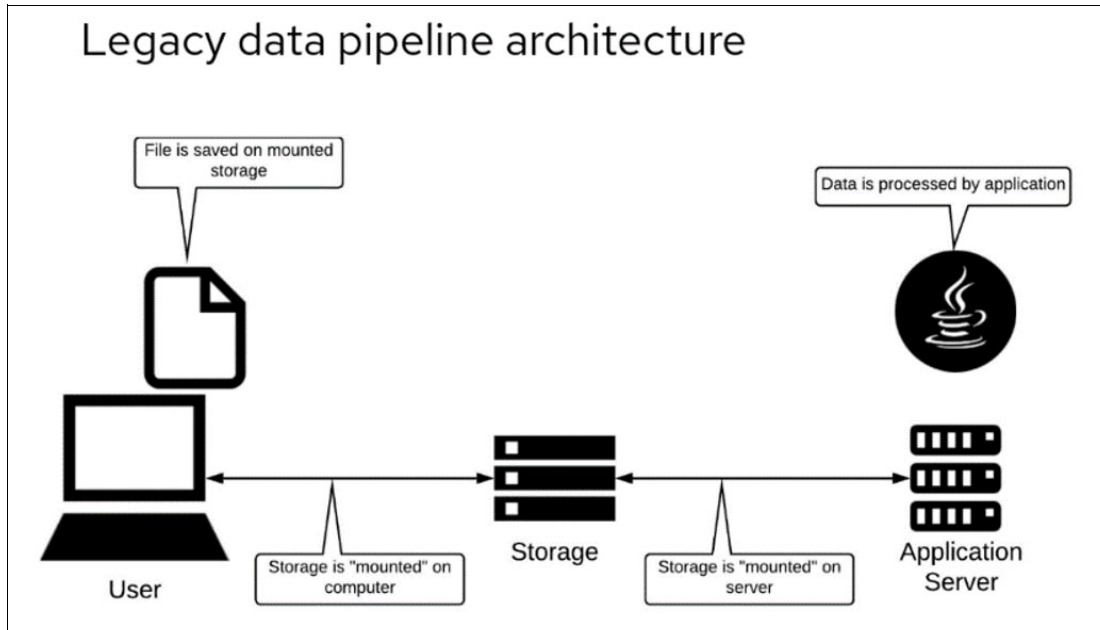 Legacy data pipeline architecture
File is saved on mounted
storage
Data is processed by application
Storage is "mounted" on
computer
Storage
Storage is "mounted" on
server
Application
Server
User